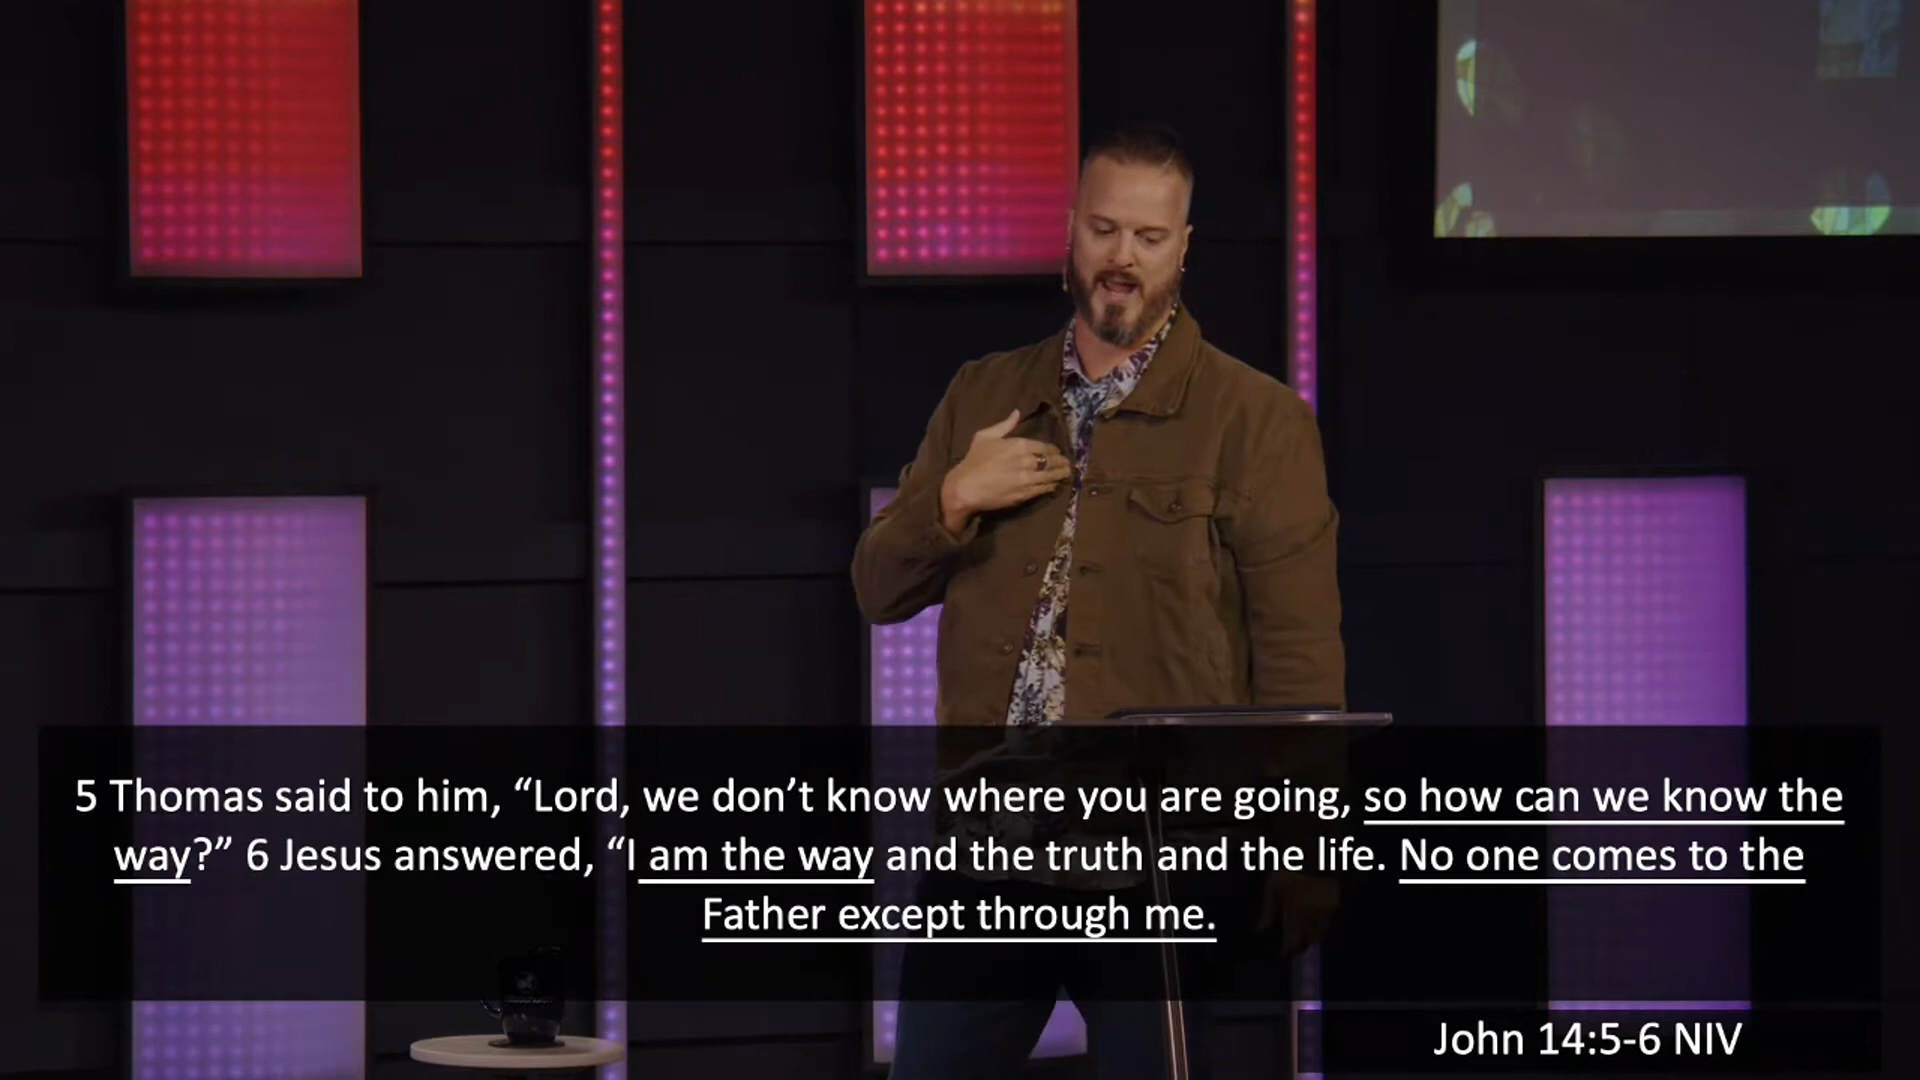 5 Thomas said to him, “Lord, we don’t know where you are going, so how can we know the
way?” 6 Jesus answered, “I am the way and the truth and the life. No one comes to the
Father except through me.
John 14:5-6 NIV